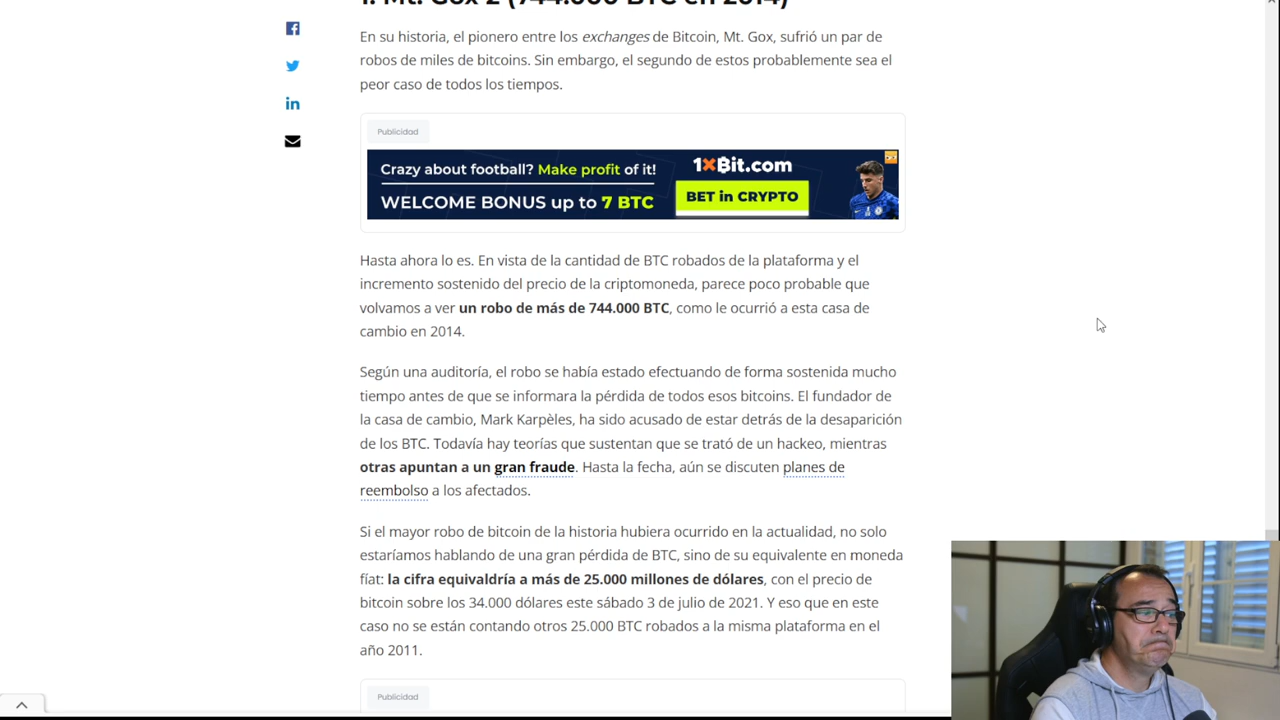 1. Mt. Gox 2 (744.000 BTC en 2014)
En su historia, el pionero entre los exchanges de Bitcoin, Mt. Gox, sufrió un par de
robos de miles de bitcoins. Sin embargo, el segundo de estos probablemente sea el
peor caso de todos los tiempos.
Publicidad
Crazy about football? Make profit of it!
WELCOME BONUS up to 7 BTC
1xBit.com
BET in CRYPTO
Hasta ahora lo es. En vista de la cantidad de BTC robados de la plataforma y el
incremento sostenido del precio de la criptomoneda, parece poco probable que
volvamos a ver un robo de más de 744.000 BTC, como le ocurrió a esta casa de
cambio en 2014.
Según una auditoría, el robo se había estado efectuando de forma sostenida mucho
tiempo antes de que se informara la pérdida de todos esos bitcoins. El fundador de
la casa de cambio, Mark Karpèles, ha sido acusado de estar detrás de la desaparición
de los BTC. Todavía hay teorías que sustentan que se trató de un hackeo, mientras
otras apuntan a un gran fraude. Hasta la fecha, aún se discuten planes de
reembolso a los afectados.
Si el mayor robo de bitcoin de la historia hubiera ocurrido en la actualidad, no solo
estaríamos hablando de una gran pérdida de BTC, sino de su equivalente en moneda
fíat: la cifra equivaldría a más de 25.000 millones de dólares, con el precio de
bitcoin sobre los 34.000 dólares este sábado 3 de julio de 2021. Y eso que en este
caso no se están contando otros 25.000 BTC robados a la misma plataforma en el
año 2011.
Publicidad